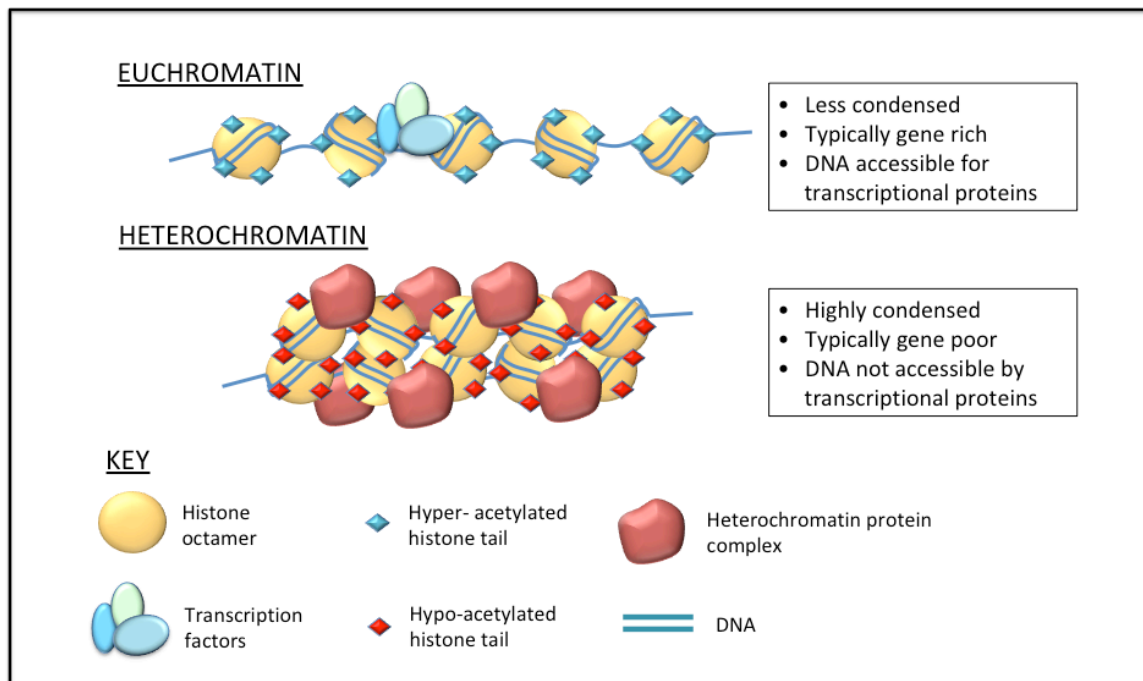 EUCHROMATIN
• Less condensed
• Typically gene rich
• DNA accessible for
transcriptional proteins
HETEROCHROMATIN
• Highly condensed
• Typically gene poor
• DNA not accessible by
transcriptional proteins
KEY
Histone
octamer
Hyper- acetylated
histone tail
Heterochromatin protein
complex
Transcription
factors
Hypo-acetylated
histone tail
DNA